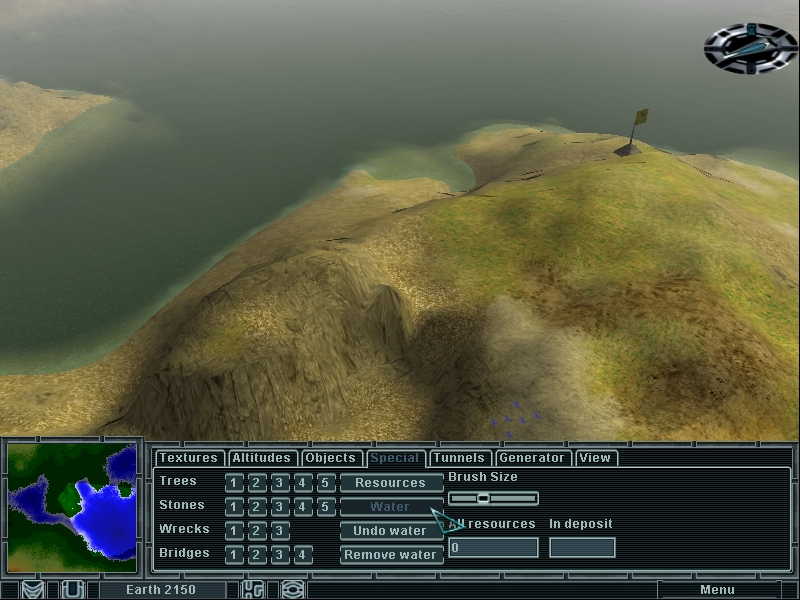 Textures Altitudes Objects Special Tunnels Generator View
Trees 1 2 3 4 5 Resources Brush Size
Stones 1 2 3 4 5 Water
Wrecks 1 2 3 Undo water All resources In deposit
Bridges 1 2 3 4 Remove water 0
Earth 2150 Menu